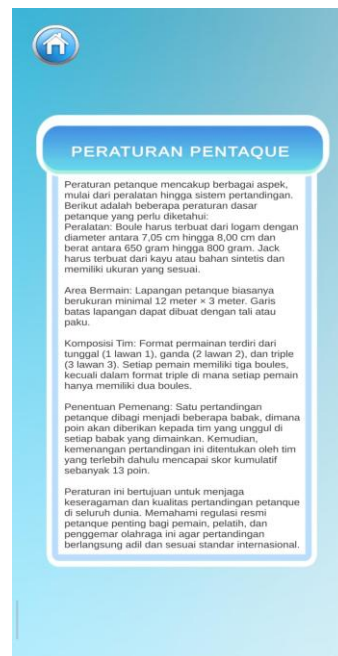 PERATURAN PENTAQUE
Peraturan petanque mencakup berbagai aspek,
mulai dari peralatan hingga sistem pertandingan.
Berikut adalah beberapa peraturan dasar
petanque yang perlu diketahui:
Peralatan: Boule harus terbuat dari logam dengan
diameter antara 7,05 cm hingga 8,00 cm dan
berat antara 650 gram hingga 800 gram. Jack
harus terbuat dari kayu atau bahan sintetis dan
memiliki ukuran yang sesuai.
Area Bermain: Lapangan petanque biasanya
berukuran minimal 12 meter × 3 meter. Garis
batas lapangan dapat dibuat dengan tali atau
paku.
Komposisi Tim: Format permainan terdiri dari
tunggal (1 lawan 1), ganda (2 lawan 2), dan triple
(3 lawan 3). Setiap pemain memiliki tiga boules,
kecuali dalam format triple di mana setiap pemain
hanya memiliki dua boules.
Penentuan Pemenang: Satu pertandingan
petanque dibagi menjadi beberapa babak, dimana
poin akan diberikan kepada tim yang unggul di
setiap babak yang dimainkan. Kemudian,
kemenangan pertandingan ini ditentukan oleh tim
yang terlebih dahulu mencapai skor kumulatif
sebanyak 13 poin.
Peraturan ini bertujuan untuk menjaga
keseragaman dan kualitas pertandingan petanque
di seluruh dunia. Memahami regulasi resmi
petanque penting bagi pemain, pelatih, dan
penggemar olahraga ini agar pertandingan
berlangsung adil dan sesuai standar internasional.